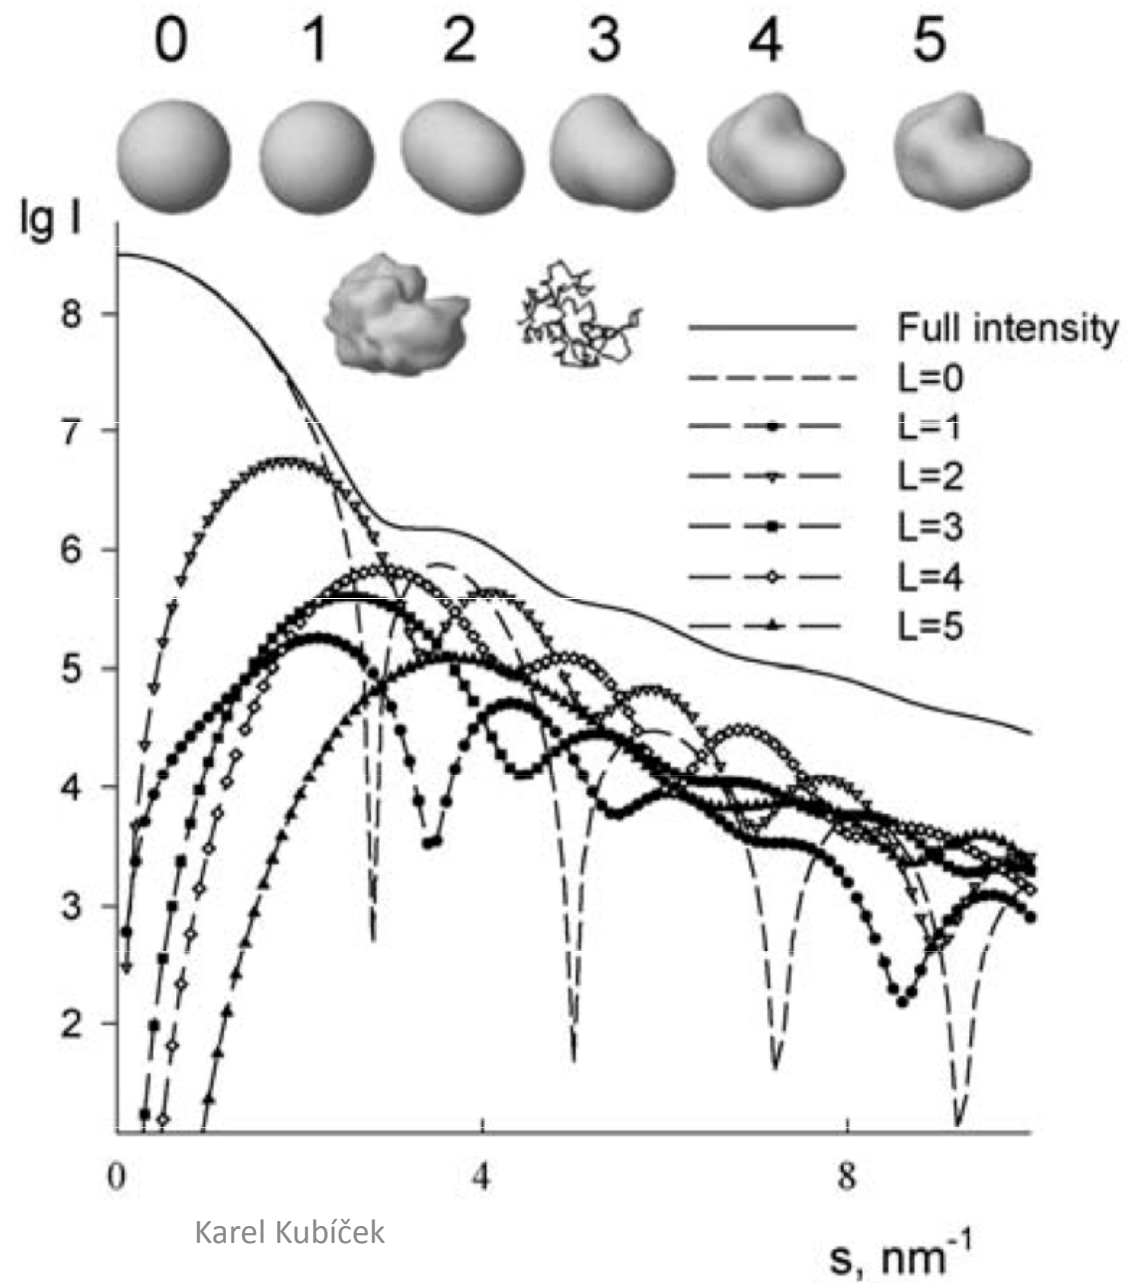 0 1 2 3 4 5
lg I
8
Full intensity
L=0
7
L=1
L=2
6
L=3
L=4
L=5
5
4
3
2
0 4 8
Karel Kubíček
s, nm-1